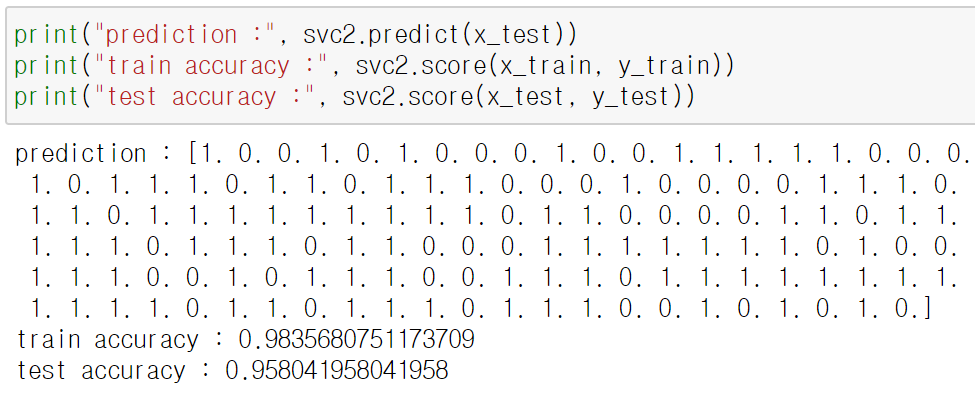 print("prediction :", svc2.predict(x_test))
print("train accuracy :", svc2.score(x_train, y_train))
print("test accuracy :", svc2.score(x_test, y_test))
prediction : [1. 0. 0. 1. 0. 1. 0. 0. 0. 1. 0. 0. 1. 1. 1. 1. 1. 0. 0. 0.
1. 0. 1. 1. 1. 0. 1. 1. 0. 1. 1. 1. 0. 0. 0. 1. 0. 0. 0. 0. 1. 1. 1. 0.
1. 1. 0. 1. 1. 1. 1. 1. 1. 1. 1. 1. 0. 1. 1. 0. 0. 0. 0. 1. 1. 0. 1. 1.
1. 1. 1. 0. 1. 1. 1. 0. 1. 1. 0. 0. 0. 1. 1. 1. 1. 1. 1. 1. 0. 1. 0. 0.
1. 1. 1. 0. 0. 1. 0. 1. 1. 1. 0. 0. 1. 1. 1. 0. 1. 1. 1. 1. 1. 1. 1. 1.
1. 1. 1. 1. 0. 1. 1. 0. 1. 1. 1. 0. 1. 1. 1. 0. 0. 1. 0. 1. 0. 1. 0.]
train accuracy : 0.9835680751173709
test accuracy : 0.958041958041958